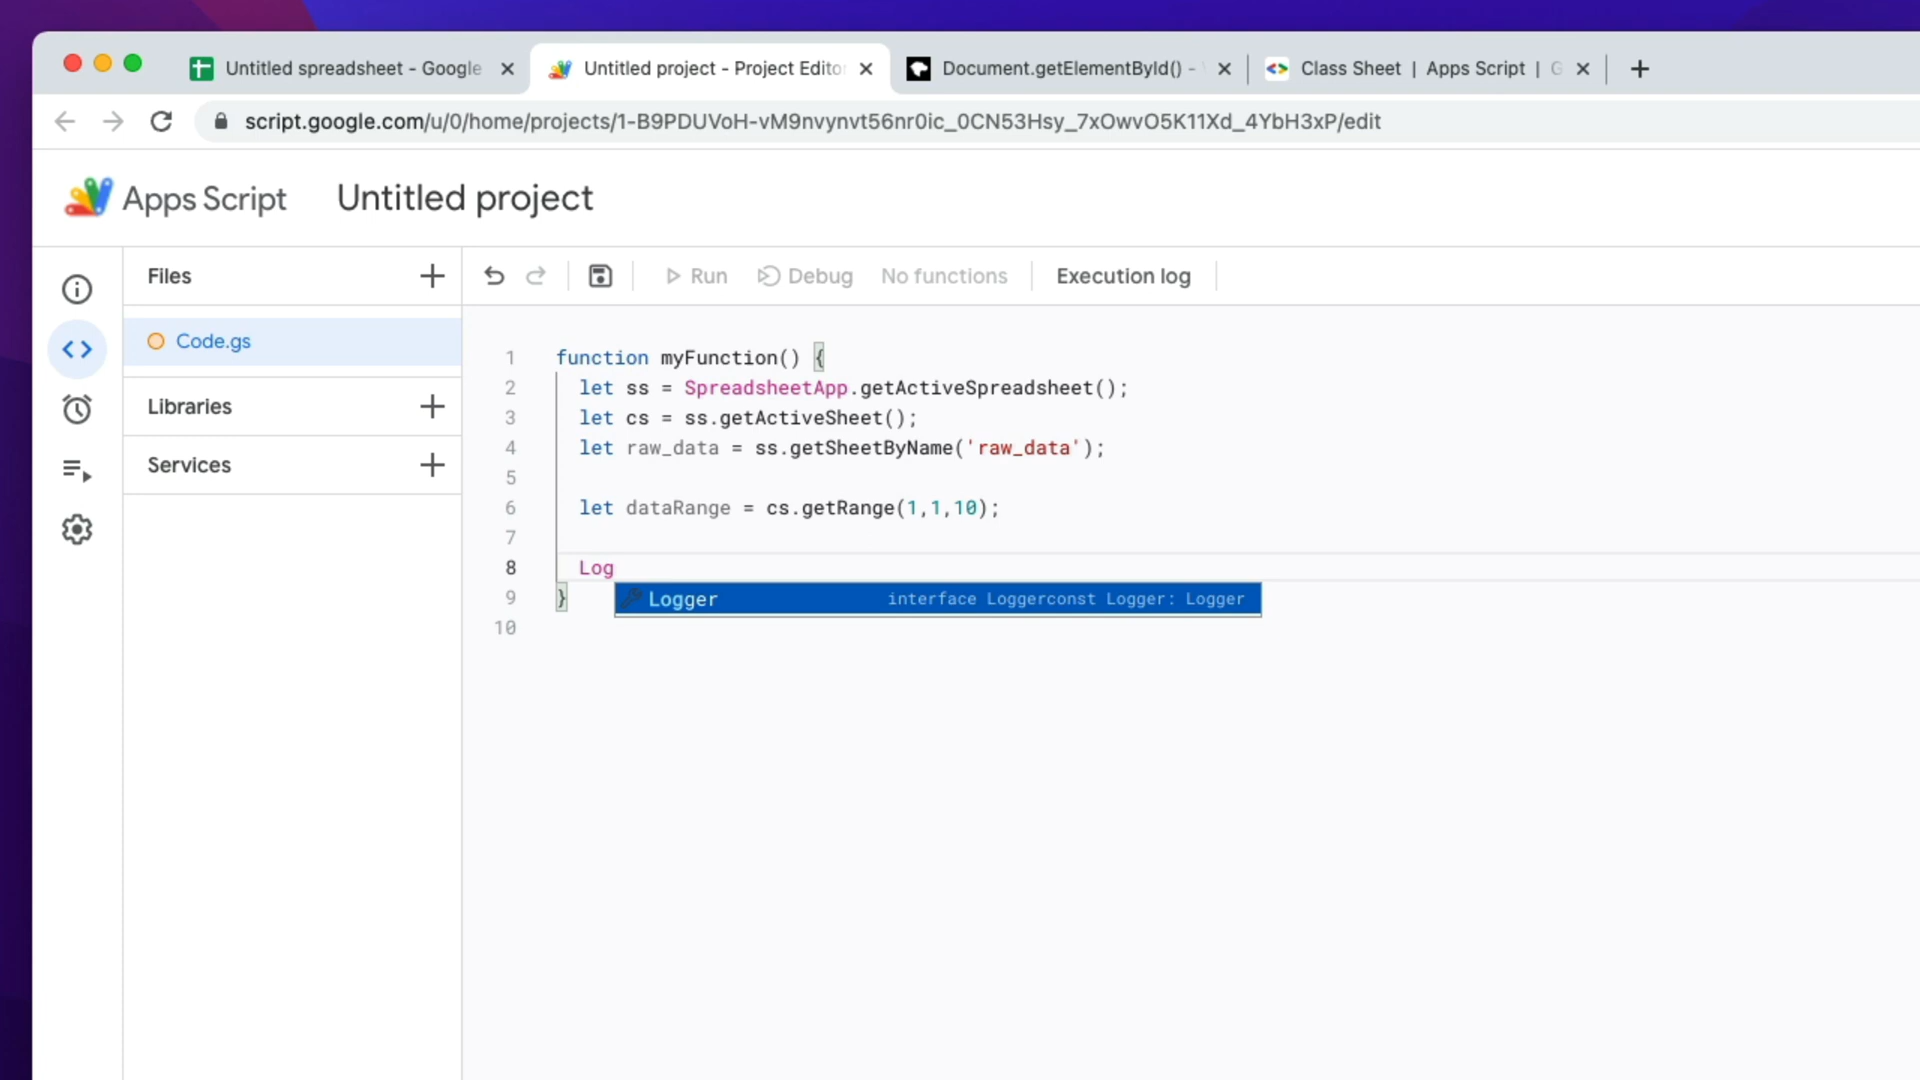 Untitled spreadsheet - Google
Untitled project - Project Editor
Document.getElementById() -
Class Sheet | Apps Script | G
script.google.com/u/0/home/projects/1-B9PDUVoH-vM9nvynvt56nr0ic_0CN53Hsy_7xOwvO5K11Xd_4YbH3xP/edit
Apps Script
Untitled project
Files
Run
Debug
No functions
Execution log
Code.gs
Libraries
Services
1 function myFunction() {
2 let ss = SpreadsheetApp.getActiveSpreadsheet();
3 let cs = ss.getActiveSheet();
4 let raw_data = ss.getSheetByName('raw_data');
5
6 let dataRange = cs.getRange(1,1,10);
7
8 Log
Logger interface Loggerconst Logger: Logger
9 }
10